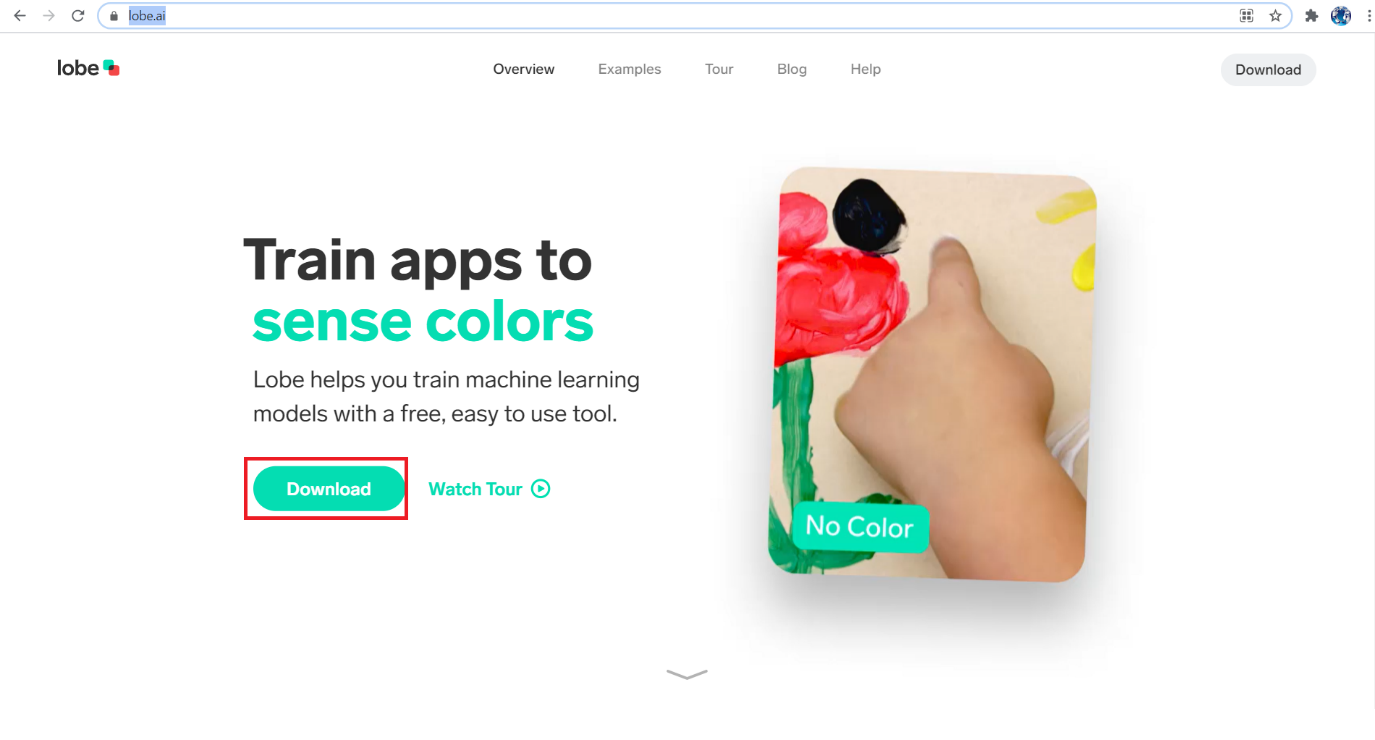 lobe.ai
lobe
Overview
Examples
Tour
Blog
Help
Download
Train apps to
sense colors
Lobe helps you train machine learning
models with a free, easy to use tool.
Download
Watch Tour
No Color